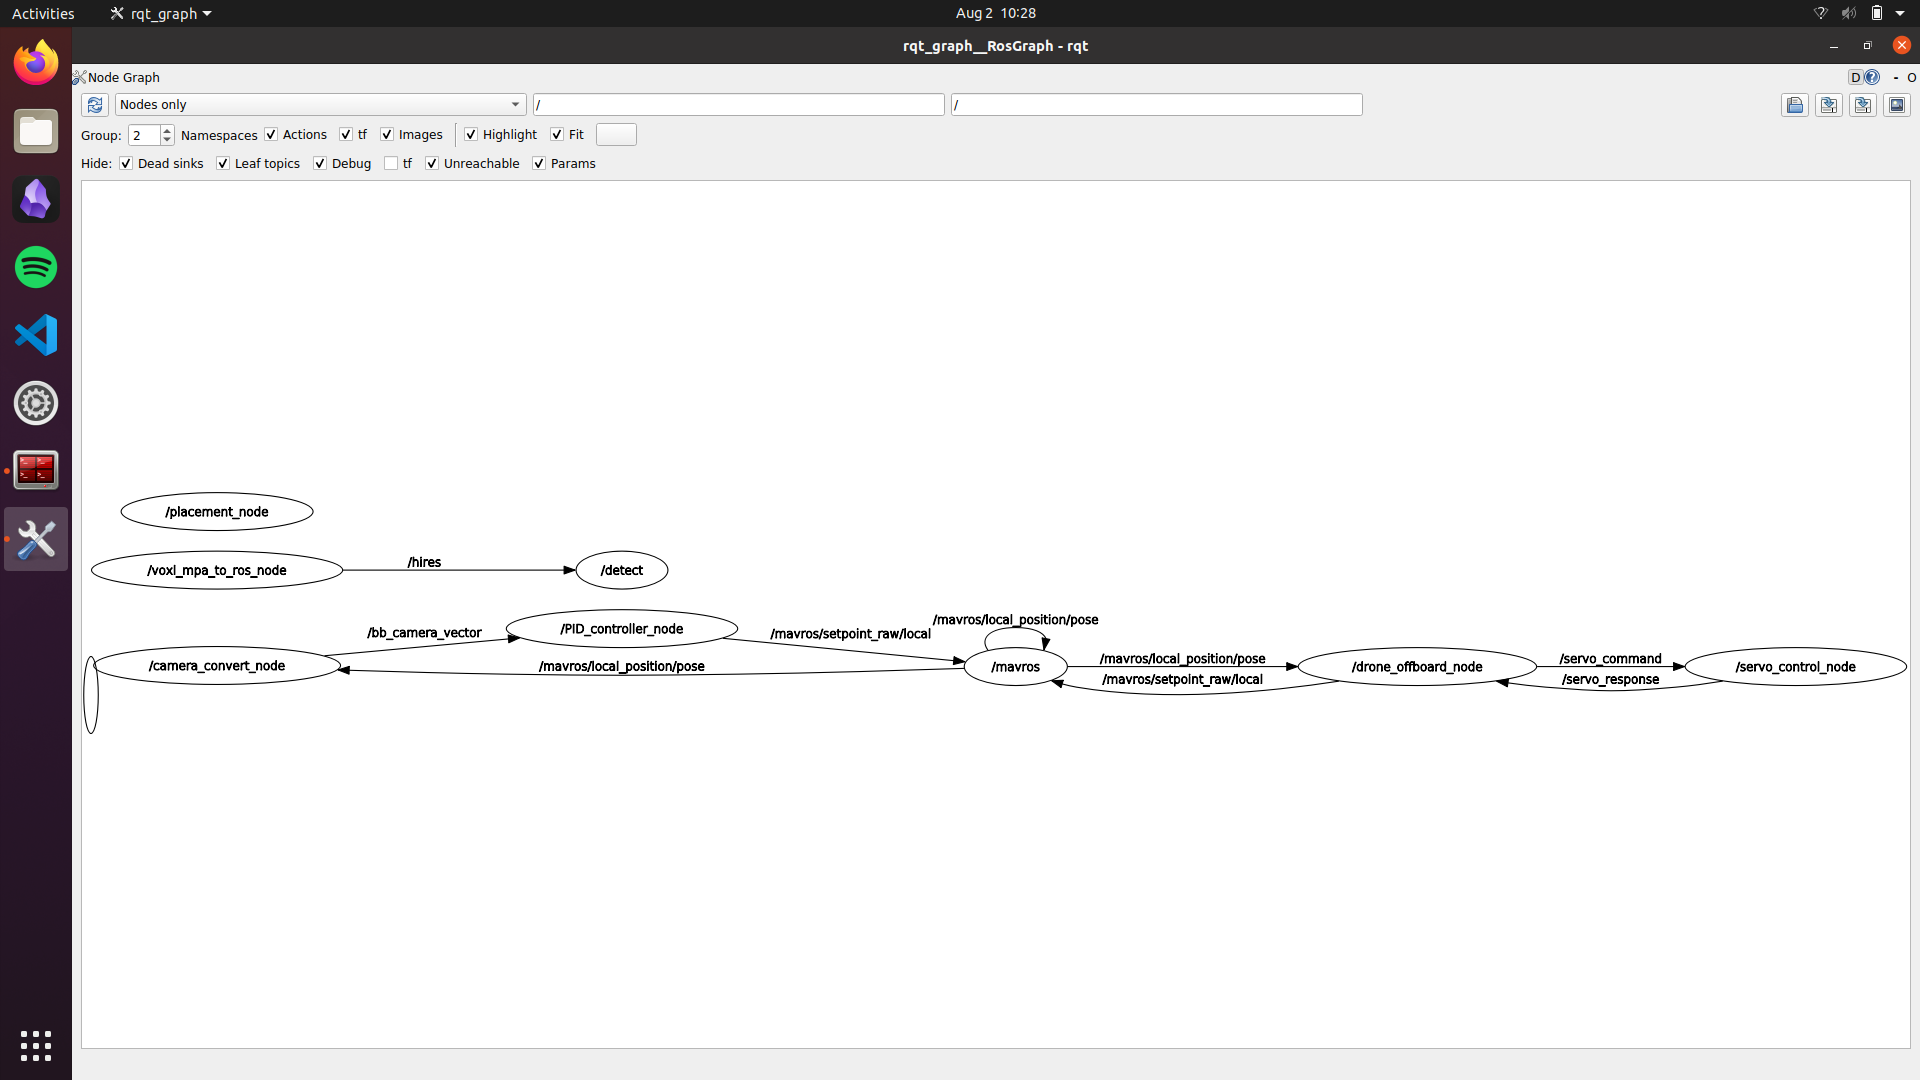 Activities rqt_graph Aug 2 10:28
rqt_graph__RosGraph - rqt
Node Graph D ? - O
Nodes only / /
Group: 2 Namespaces Actions tf Images Highlight Fit
Hide: Dead sinks Leaf topics Debug tf Unreachable Params
/placement_node
/voxl_mpa_to_ros_node /hires /detect
/mavros/local_position/pose
/bb_camera_vector /PID_controller_node /mavros/setpoint_raw/local
/camera_convert_node /mavros/local_position/pose /mavros /mavros/local_position/pose /drone_offboard_node /servo_command /servo_control_node
/mavros/setpoint_raw/local /servo_response